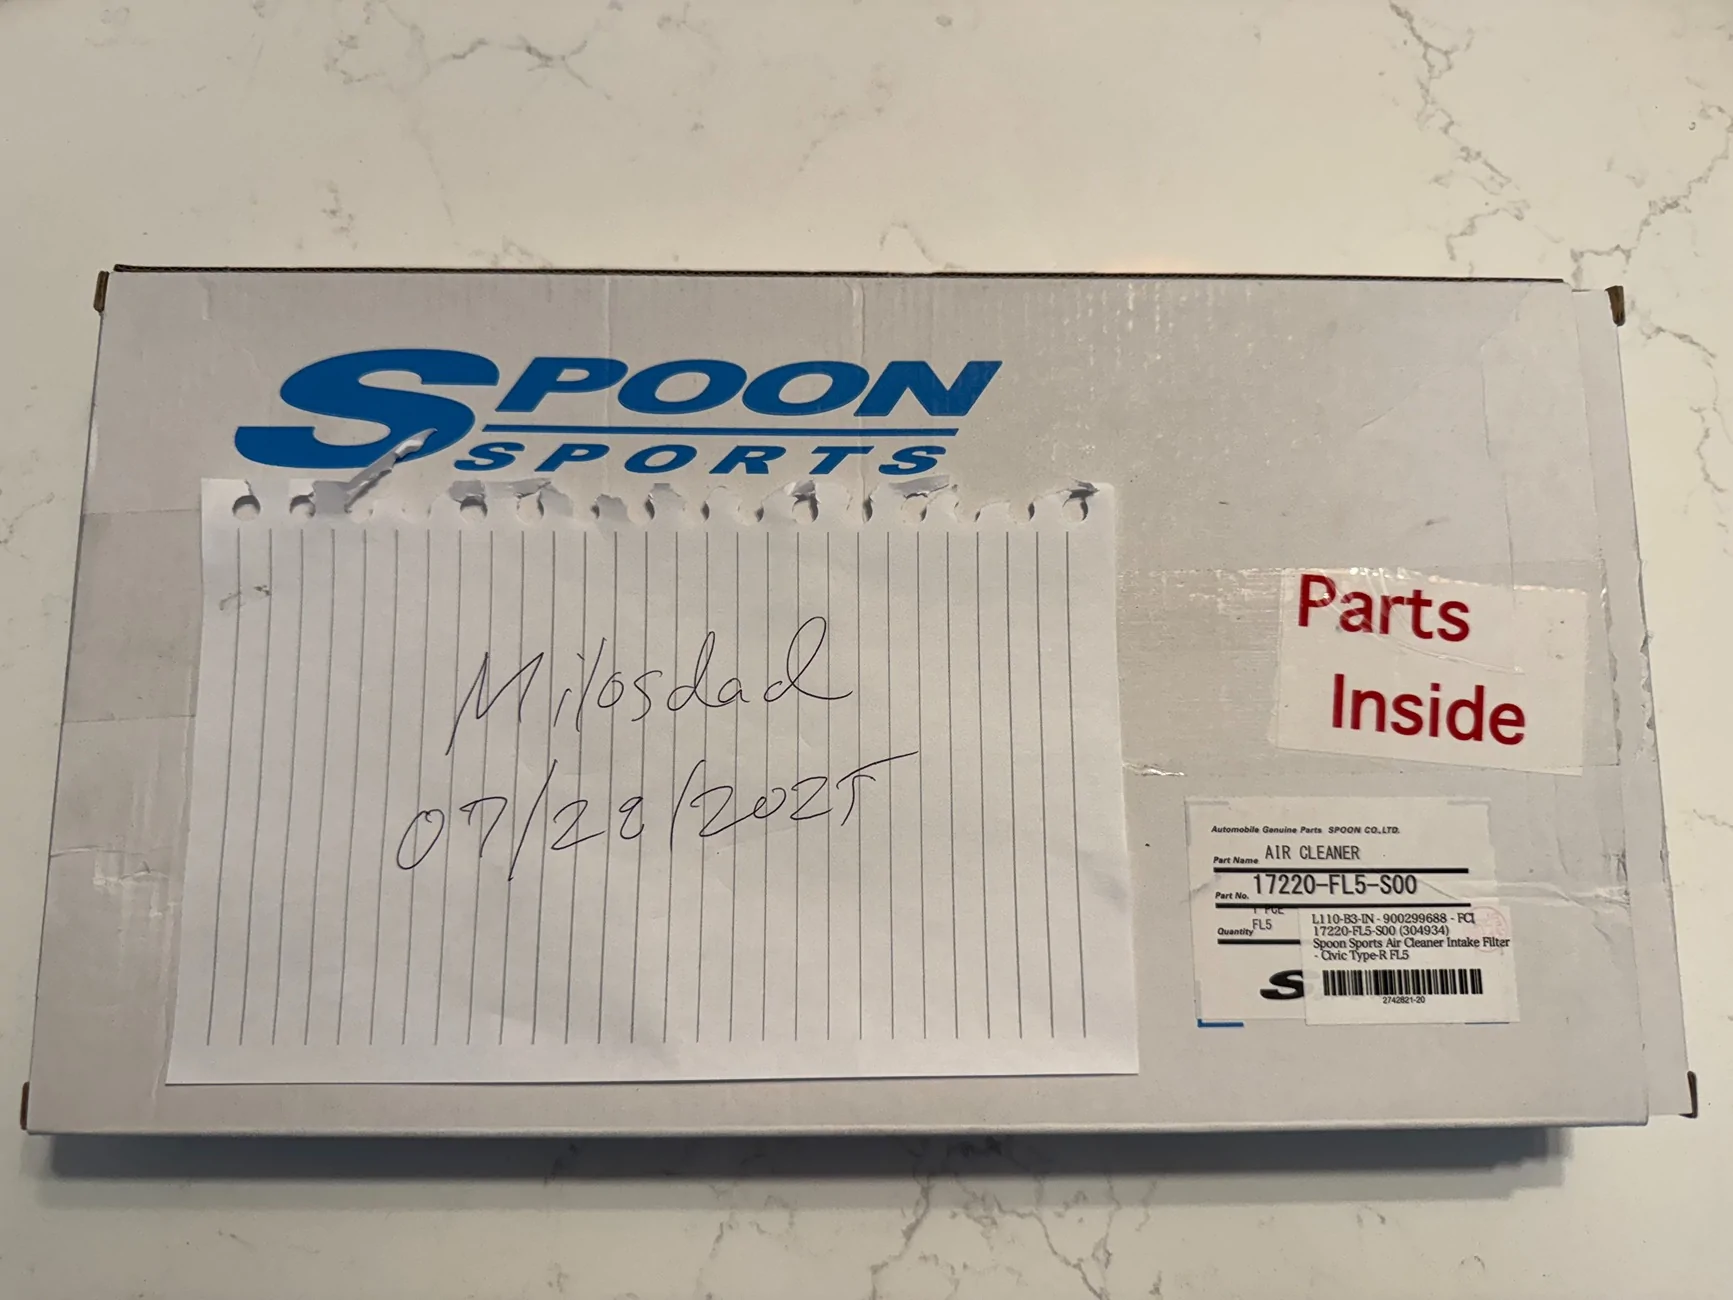 SPOON
SPORTS
Milosdad
07/28/2025
Parts
Inside
Automobile Genuine Parts SPOON CO.,LTD.
Part Name AIR CLEANER
Part No. 17220-FL5-S00
1 PCE
Quantity FL5
L110-B3-IN - 900299688 - FCI
17220-FL5-S00 (304934)
Spoon Sports Air Cleaner Intake Filter
- Civic Type-R FL5
2742821-20